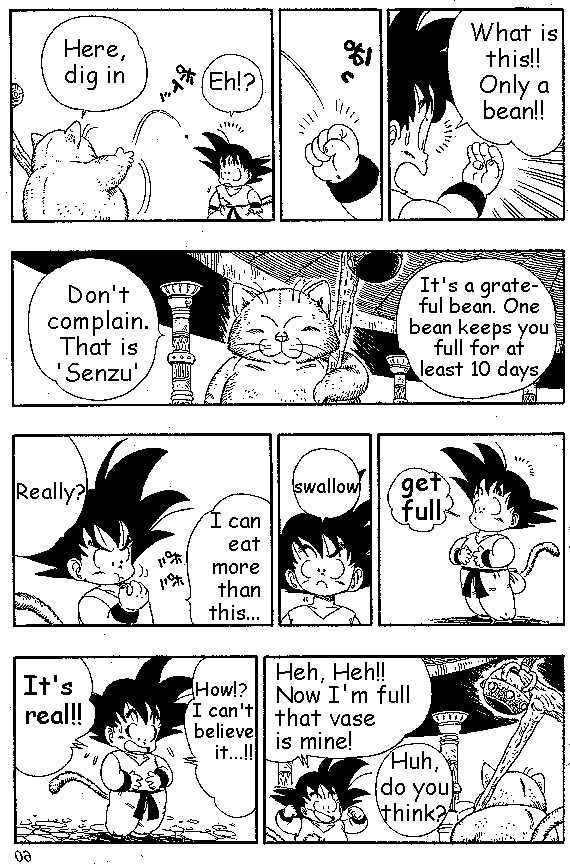 Here,
dig in
Eh!?
What is
this!!
Only a
bean!!
Don't
complain.
That is
'Senzu'
It's a grate-
ful bean. One
bean keeps you
full for at
least 10 days
Really?
I can
eat
more
than
this...
swallow
get
full
It's
real!!
How!?
I can't
believe
it...!!
Heh, Heh!!
Now I'm full
that vase
is mine!
Huh,
do you
think?
60